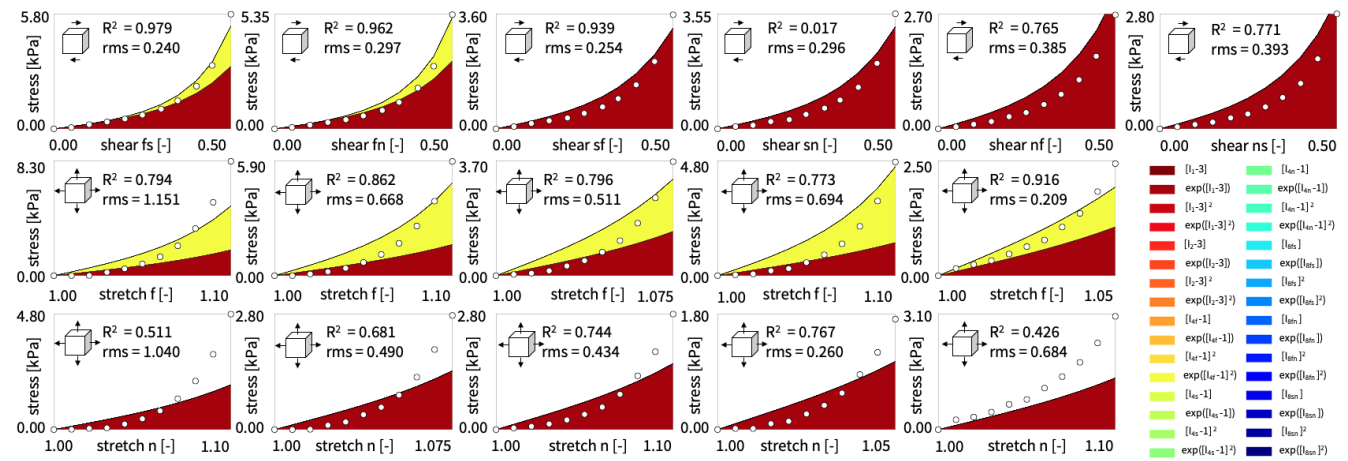 5.80
R² = 0.979
rms = 0.240
stress [kPa]
0.00
0.00 shear fs [-] 0.50
5.35
R² = 0.962
rms = 0.297
stress [kPa]
0.00
0.00 shear fn [-] 0.50
3.60
R² = 0.939
rms = 0.254
stress [kPa]
0.00
0.00 shear sf [-] 0.50
3.55
R² = 0.017
rms = 0.296
stress [kPa]
0.00
0.00 shear sn [-] 0.50
2.70
R² = 0.765
rms = 0.385
stress [kPa]
0.00
0.00 shear nf [-] 0.50
2.80
R² = 0.771
rms = 0.393
stress [kPa]
0.00
0.00 shear ns [-] 0.50
8.30
R² = 0.794
rms = 1.151
stress [kPa]
0.00
1.00 stretch f [-] 1.10
5.90
R² = 0.862
rms = 0.668
stress [kPa]
0.00
1.00 stretch f [-] 1.10
3.70
R² = 0.796
rms = 0.511
stress [kPa]
0.00
1.00 stretch f [-] 1.075
4.80
R² = 0.773
rms = 0.694
stress [kPa]
0.00
1.00 stretch f [-] 1.10
2.50
R² = 0.916
rms = 0.209
stress [kPa]
0.00
1.00 stretch f [-] 1.05
4.80
R² = 0.511
rms = 1.040
stress [kPa]
0.00
1.00 stretch n [-] 1.10
2.80
R² = 0.681
rms = 0.490
stress [kPa]
0.00
1.00 stretch n [-] 1.075
2.80
R² = 0.744
rms = 0.434
stress [kPa]
0.00
1.00 stretch n [-] 1.10
1.80
R² = 0.767
rms = 0.260
stress [kPa]
0.00
1.00 stretch n [-] 1.05
3.10
R² = 0.426
rms = 0.684
stress [kPa]
0.00
1.00 stretch n [-] 1.10
[I₁-3]
exp([I₁-3])
[I₁-3]²
exp([I₁-3]²)
[I₂-3]
exp([I₂-3])
[I₂-3]²
exp([I₂-3]²)
[I4f-1]
exp([I4f-1])
[I4f-1]²
exp([I4f-1]²)
[I4s-1]
exp([I4s-1])
[I4s-1]²
exp([I4s-1]²)
[I4n-1]
exp([I4n-1])
[I4n-1]²
exp([I4n-1]²)
[I8fs]
exp([I8fs])
[I8fs]²
exp([I8fs]²)
[I8fn]
exp([I8fn])
[I8fn]²
exp([I8fn]²)
[I8sn]
exp([I8sn])
[I8sn]²
exp([I8sn]²)